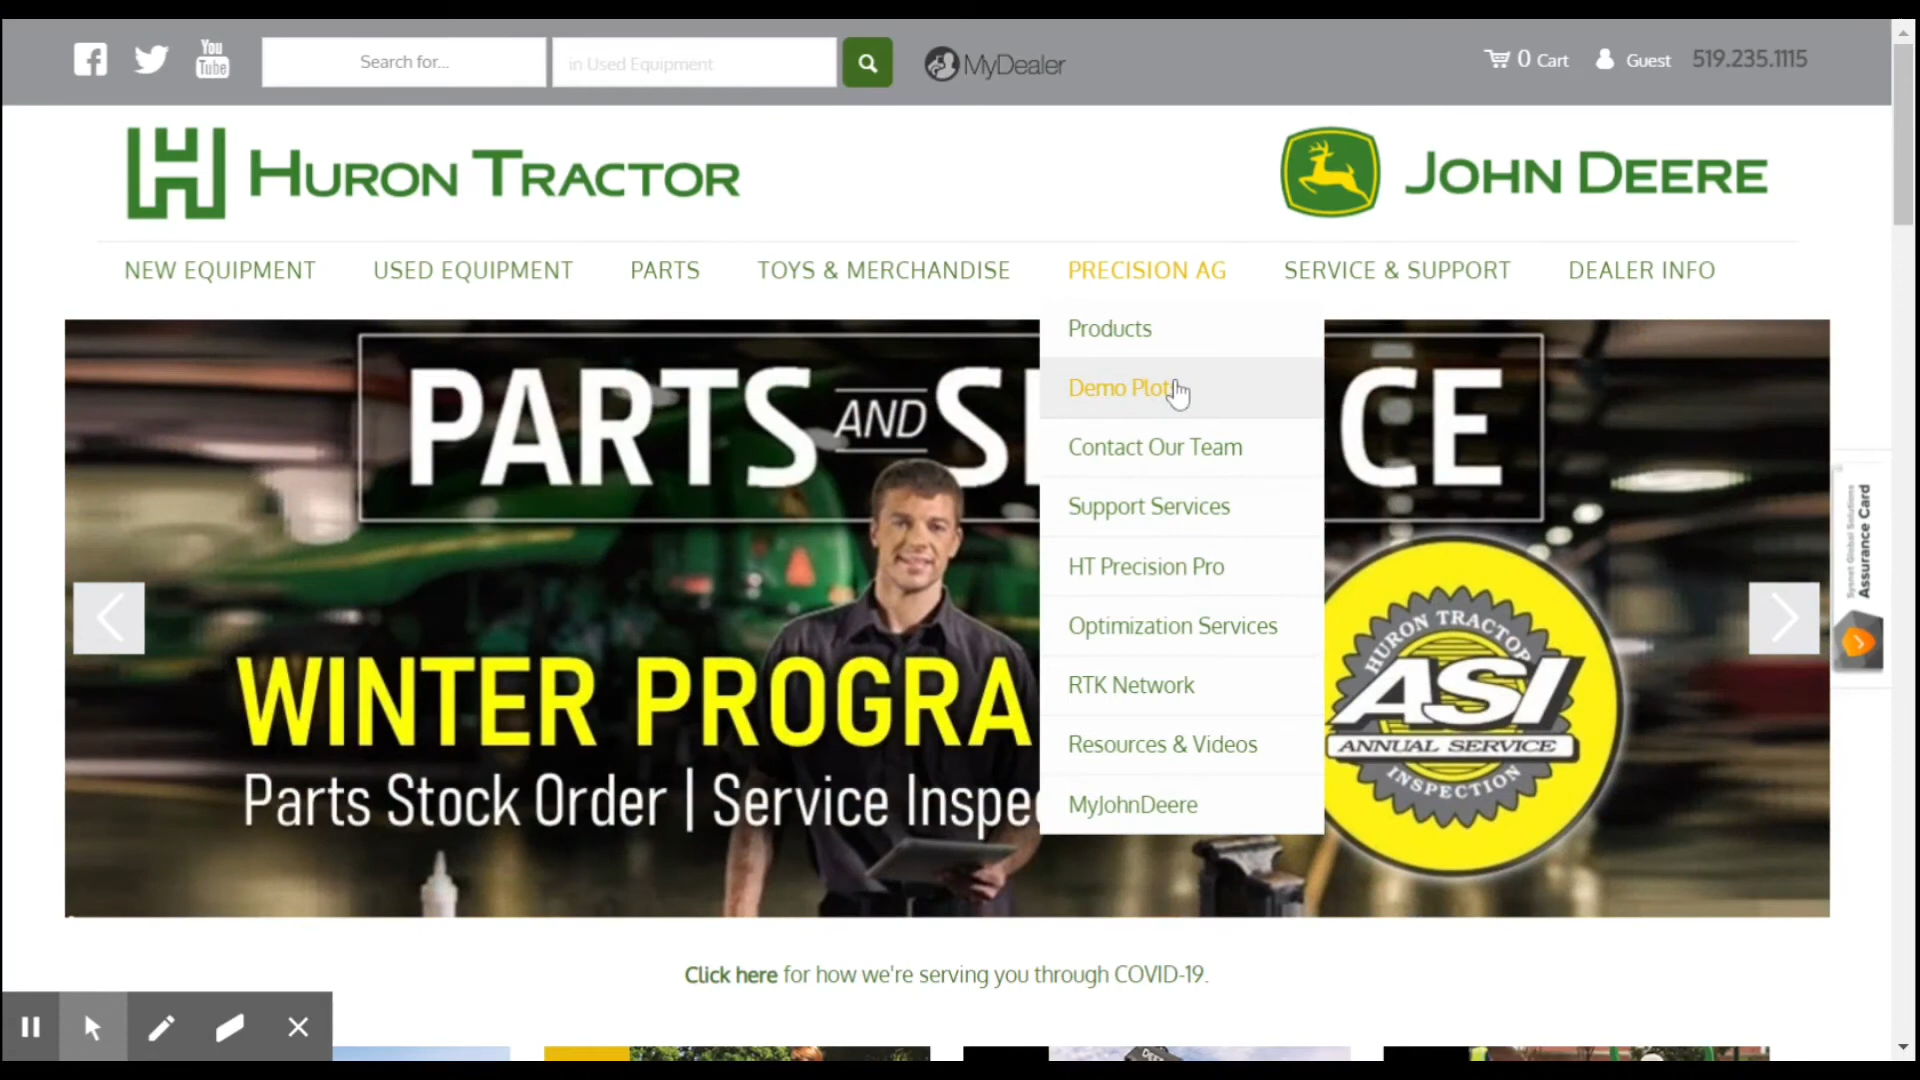 You
Tube
Search for...
in Used Equipment
MyDealer
0 Cart
Guest
519.235.1115
HURON TRACTOR
JOHN DEERE
NEW EQUIPMENT
USED EQUIPMENT
PARTS
TOYS & MERCHANDISE
PRECISION AG
SERVICE & SUPPORT
DEALER INFO
Products
Demo Plot
Contact Our Team
Support Services
HT Precision Pro
Optimization Services
RTK Network
Resources & Videos
MyJohnDeere
PARTS AND SE CE
WINTER PROGRA
Parts Stock Order | Service Inspe
HURON TRACTOR
ASI
ANNUAL SERVICE
INSPECTION
Sysnet Global Solutions
Assurance Card
Click here for how we're serving you through COVID-19.